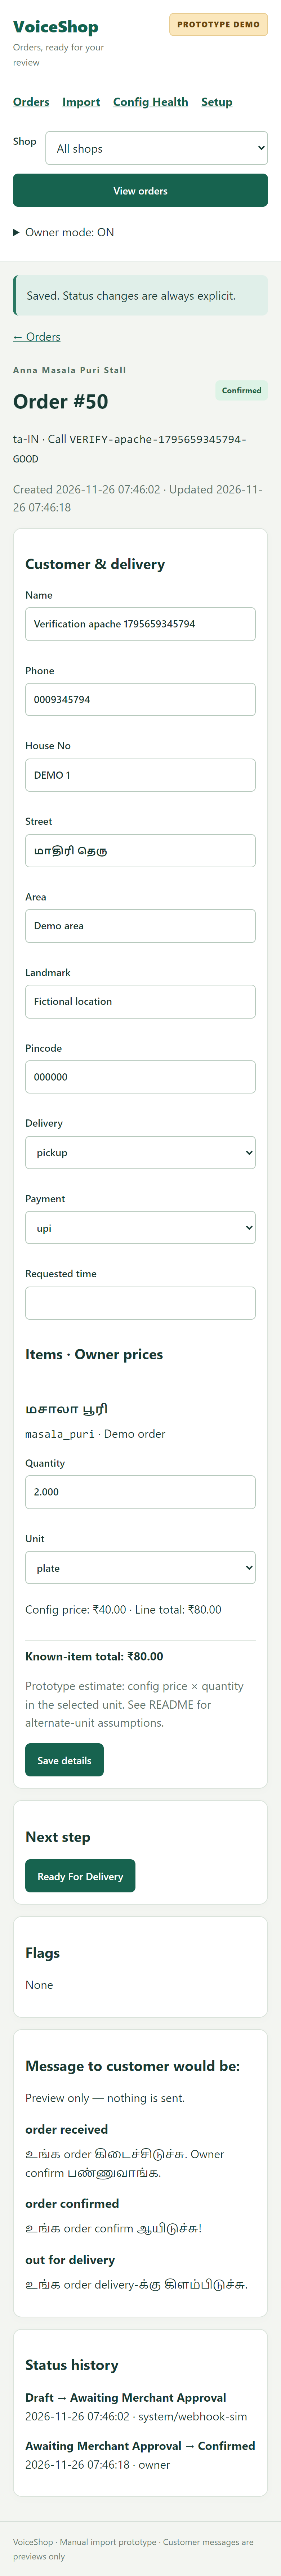 VoiceShop
PROTOTYPE DEMO
Orders, ready for your
review
Orders Import Config Health Setup
Shop
All shops
View orders
▶ Owner mode: ON
Saved. Status changes are always explicit.
← Orders
Anna Masala Puri Stall
Order #50
Confirmed
ta-IN · Call VERIFY-apache-1795659345794-
GOOD
Created 2026-11-26 07:46:02 · Updated 2026-11-
26 07:46:18
Customer & delivery
Name
Verification apache 1795659345794
Phone
0009345794
House No
DEMO 1
Street
மாதிரி தெரு
Area
Demo area
Landmark
Fictional location
Pincode
000000
Delivery
pickup
Payment
upi
Requested time
Items · Owner prices
மசாலா பூரி
masala_puri · Demo order
Quantity
2.000
Unit
plate
Config price: ₹40.00 · Line total: ₹80.00
Known-item total: ₹80.00
Prototype estimate: config price × quantity
in the selected unit. See README for
alternate-unit assumptions.
Save details
Next step
Ready For Delivery
Flags
None
Message to customer would be:
Preview only — nothing is sent.
order received
உங்க order கிடைச்சிடுச்சு. Owner
confirm பண்ணுவாங்க.
order confirmed
உங்க order confirm ஆயிடுச்சு!
out for delivery
உங்க order delivery-க்கு கிளம்பிடுச்சு.
Status history
Draft → Awaiting Merchant Approval
2026-11-26 07:46:02 · system/webhook-sim
Awaiting Merchant Approval → Confirmed
2026-11-26 07:46:18 · owner
VoiceShop · Manual import prototype · Customer messages are
previews only